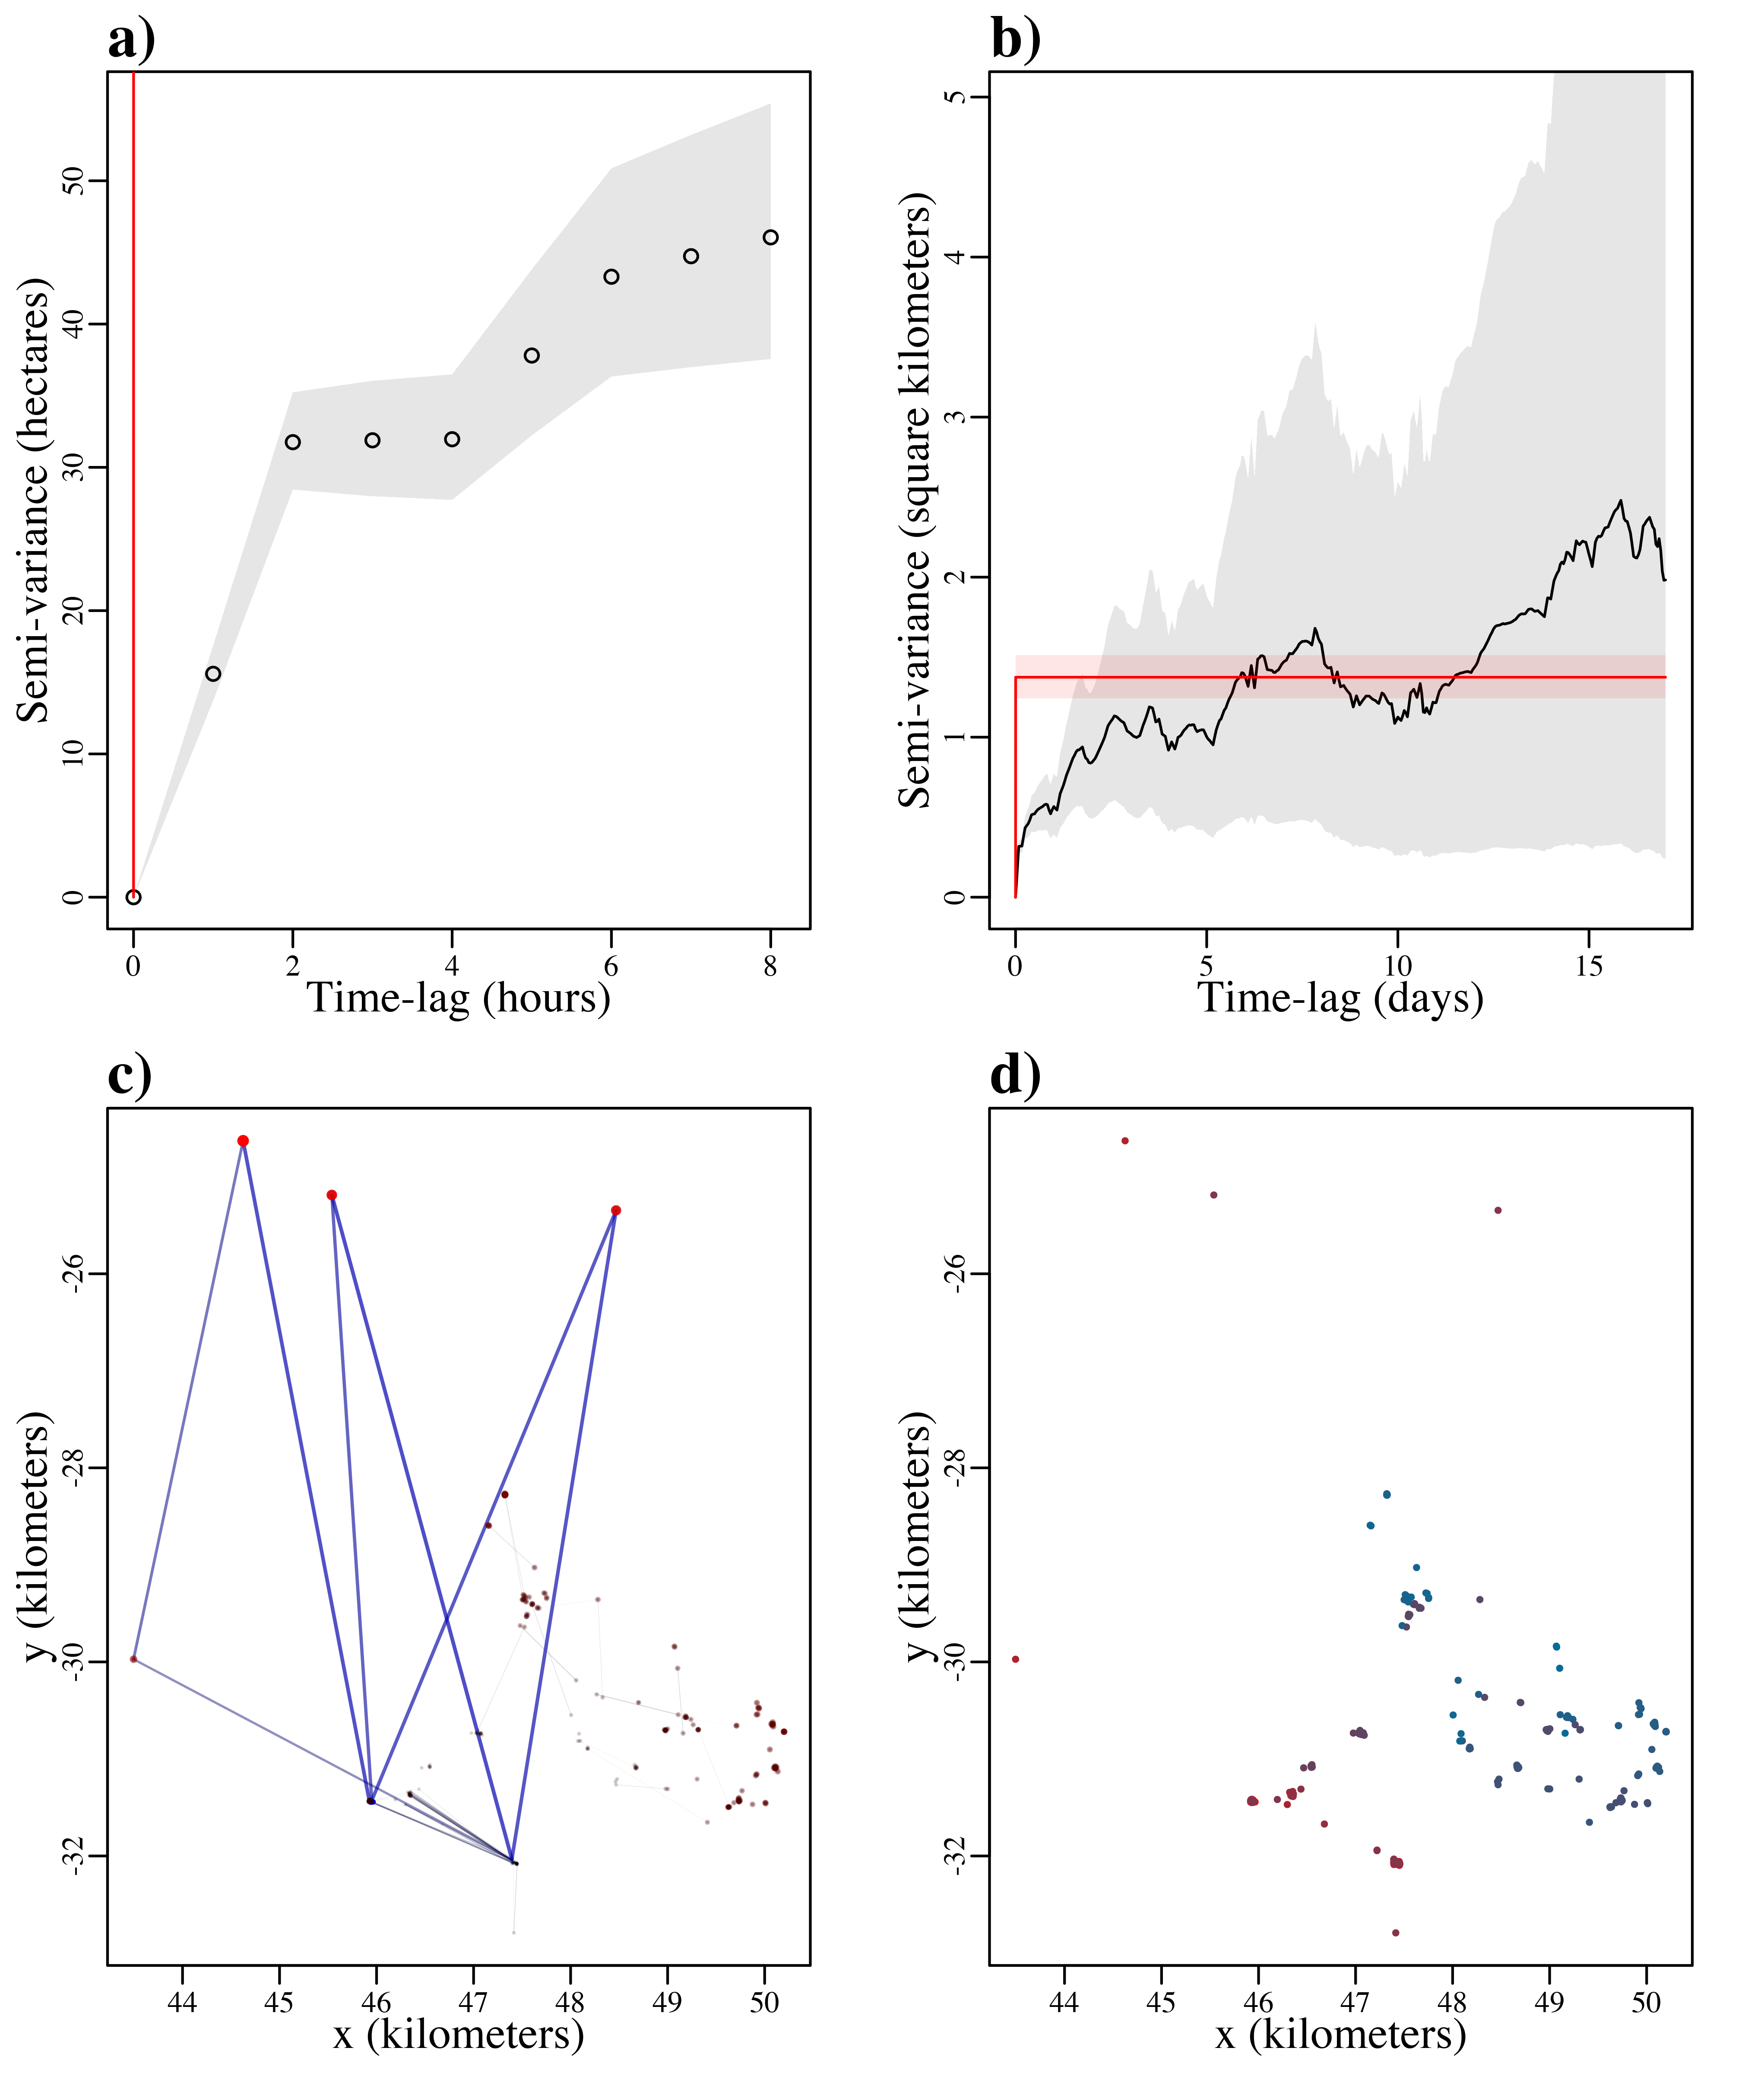 a)
Semi-variance (hectares)
50
40
30
20
10
0
0 2 4 6 8
Time-lag (hours)
b)
Semi-variance (square kilometers)
5
4
3
2
1
0
0 5 10 15
Time-lag (days)
c)
y (kilometers)
-26
-28
-30
-32
44 45 46 47 48 49 50
x (kilometers)
d)
y (kilometers)
-26
-28
-30
-32
44 45 46 47 48 49 50
x (kilometers)